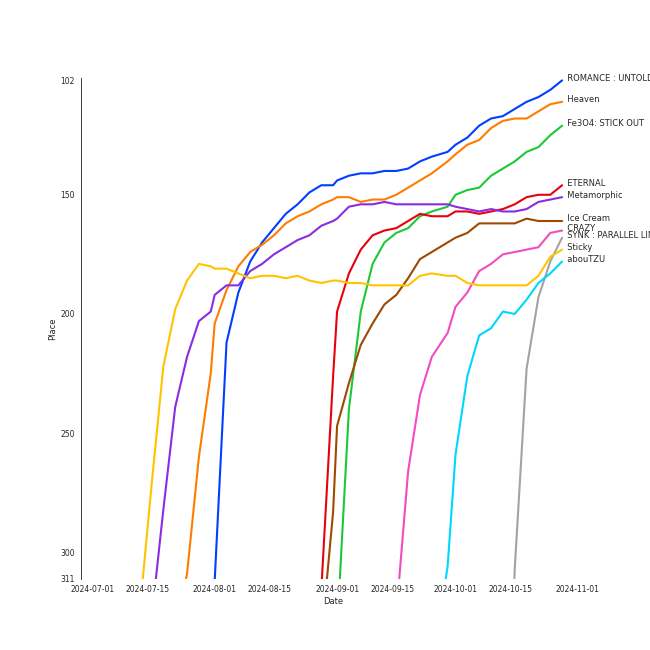 102
150
200
250
300
311
Place
ROMANCE : UNTOLD
Heaven
Fe3O4: STICK OUT
ETERNAL
Metamorphic
Ice Cream
CRAZY
SYNK : PARALLEL
Sticky
abouTZU
2024-07-01 2024-07-15 2024-08-01 2024-08-15 2024-09-01 2024-09-15 2024-10-01 2024-10-15 2024-11-01
Date